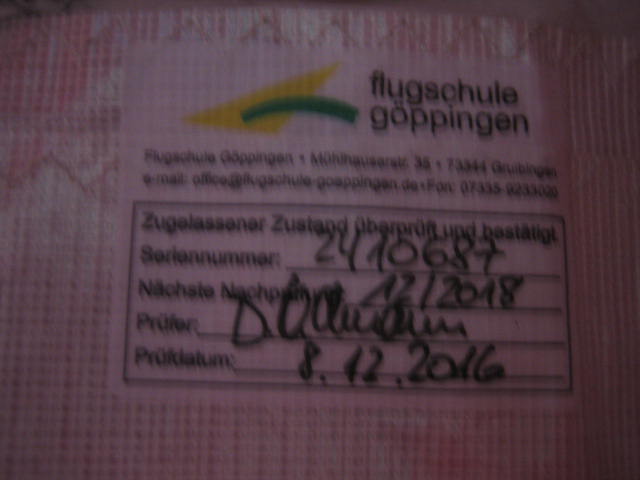 flugschule
göppingen
Flugschule Göppingen • Mühlhauserstr. 35 • 73344 Gruibingen
e-mail: office@flugschule-goeppingen.de • Fon: 07335-9233020
Zugelassener Zustand überprüft und bestätigt
Seriennummer: 2410687
Nächste Nachprüfung: 12/2018
Prüfer:
Prüfdatum: 8.12.2016